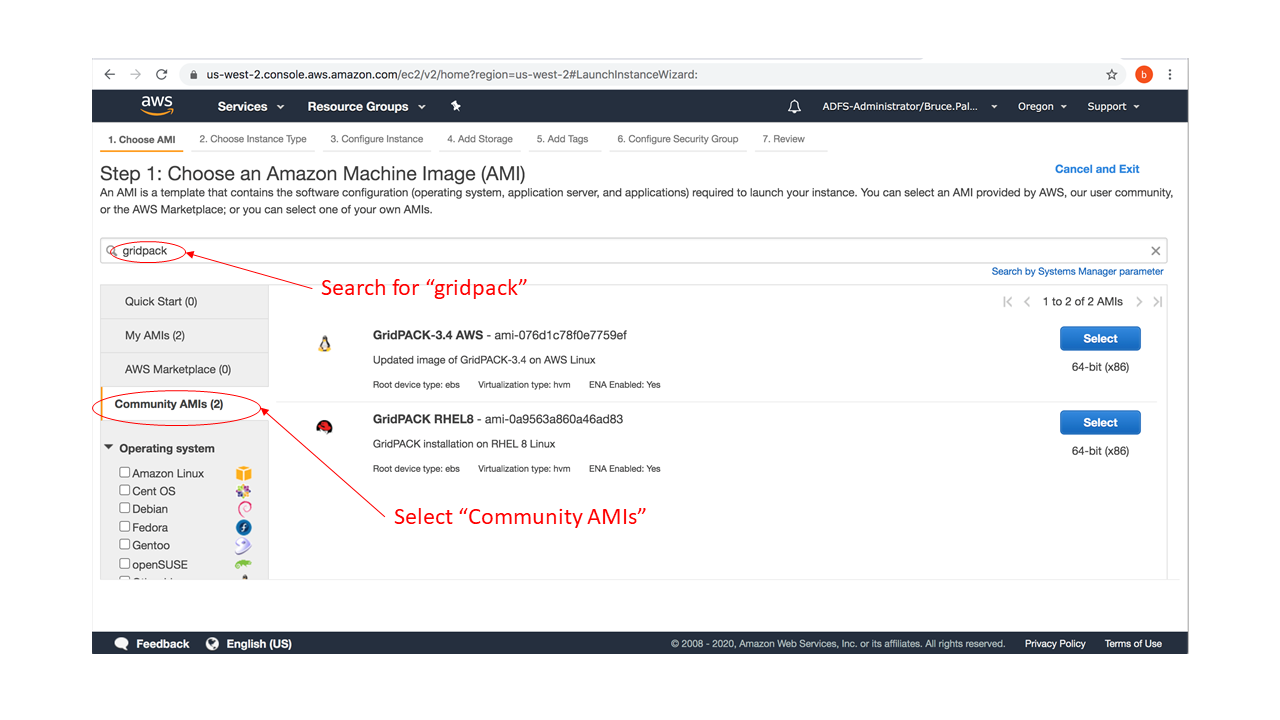 us-west-2.console.aws.amazon.com/ec2/v2/home?region=us-west-2#LaunchInstanceWizard:
b
aws
Services
Resource Groups
ADFS-Administrator/Bruce.Pal...
Oregon
Support
1. Choose AMI
2. Choose Instance Type
3. Configure Instance
4. Add Storage
5. Add Tags
6. Configure Security Group
7. Review
Step 1: Choose an Amazon Machine Image (AMI)
Cancel and Exit
An AMI is a template that contains the software configuration (operating system, application server, and applications) required to launch your instance. You can select an AMI provided by AWS, our user community,
or the AWS Marketplace; or you can select one of your own AMIs.
gridpack
Search by Systems Manager parameter
Search for “gridpack”
Quick Start (0)
My AMIs (2)
AWS Marketplace (0)
Community AMIs (2)
Operating system
Amazon Linux
Cent OS
Debian
Fedora
Gentoo
openSUSE
1 to 2 of 2 AMIs
GridPACK-3.4 AWS - ami-076d1c78f0e7759ef
Updated image of GridPACK-3.4 on AWS Linux
Root device type: ebs Virtualization type: hvm ENA Enabled: Yes
Select
64-bit (x86)
GridPACK RHEL8 - ami-0a9563a860a46ad83
GridPACK installation on RHEL 8 Linux
Root device type: ebs Virtualization type: hvm ENA Enabled: Yes
Select
64-bit (x86)
Select “Community AMIs”
Feedback
English (US)
© 2008 - 2020, Amazon Web Services, Inc. or its affiliates. All rights reserved.
Privacy Policy
Terms of Use